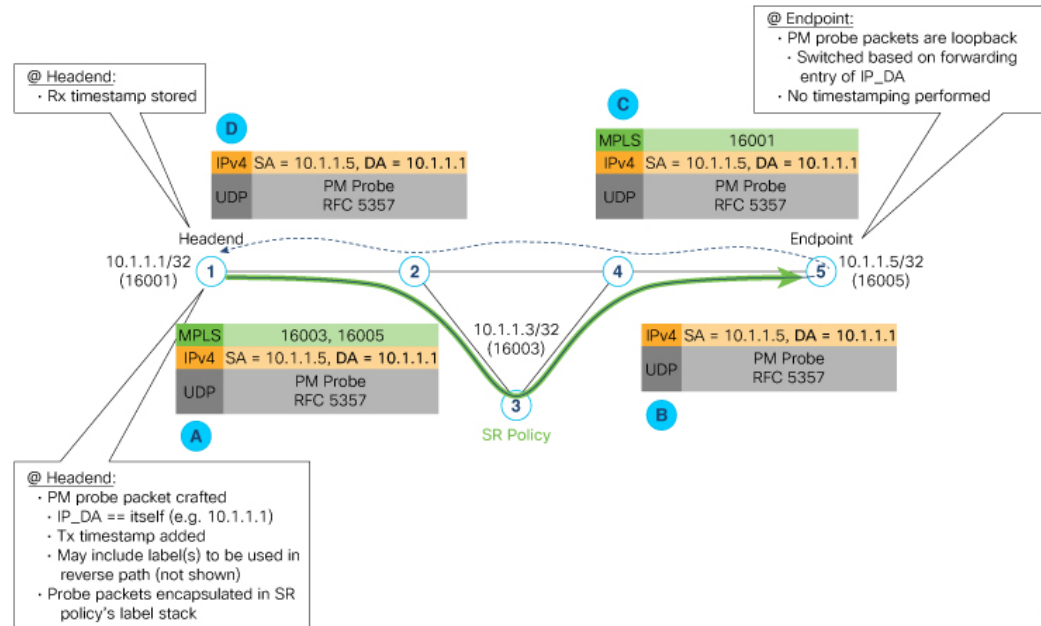 @ Endpoint:
· PM probe packets are loopback
· Switched based on forwarding
entry of IP_DA
· No timestamping performed
@ Headend:
· Rx timestamp stored
D
IPv4 SA = 10.1.1.5, DA = 10.1.1.1
UDP PM Probe
RFC 5357
C
MPLS 16001
IPv4 SA = 10.1.1.5, DA = 10.1.1.1
UDP PM Probe
RFC 5357
Headend
10.1.1.1/32
(16001)
1
2
4
5
Endpoint
10.1.1.5/32
(16005)
10.1.1.3/32
(16003)
3
SR Policy
MPLS 16003, 16005
IPv4 SA = 10.1.1.5, DA = 10.1.1.1
UDP PM Probe
RFC 5357
A
IPv4 SA = 10.1.1.5, DA = 10.1.1.1
UDP PM Probe
RFC 5357
B
@ Headend:
· PM probe packet crafted
· IP_DA == itself (e.g. 10.1.1.1)
· Tx timestamp added
· May include label(s) to be used in
reverse path (not shown)
· Probe packets encapsulated in SR
policy's label stack